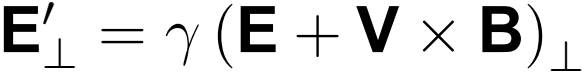 𝐄′⊥ = γ (𝐄 + 𝐕 × 𝐁)⊥